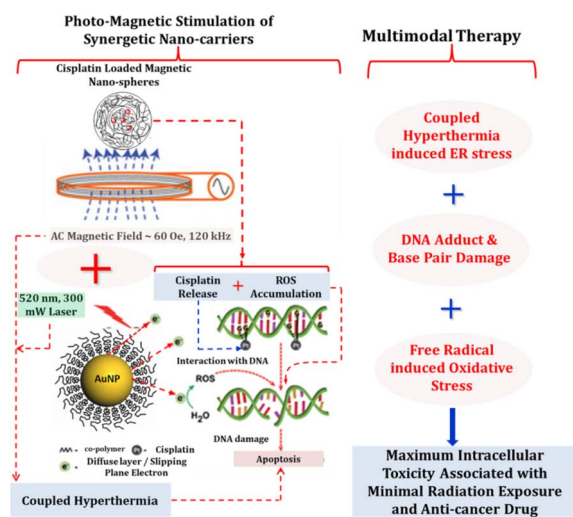 Photo-Magnetic Stimulation of
Synergetic Nano-carriers
Cisplatin Loaded Magnetic
Nano-spheres
AC Magnetic Field ~ 60 Oe, 120 kHz
+
520 nm, 300
mW Laser
Cisplatin
Release
+
ROS
Accumulation
e-
e-
e-
AuNP
G G
G G
Pt
Pt
Interaction with DNA
ROS
H₂O
DNA damage
co-polymer
Pt Cisplatin
e- Diffuse layer / Slipping
Plane Electron
Apoptosis
Coupled Hyperthermia
Multimodal Therapy
Coupled
Hyperthermia
induced ER stress
+
DNA Adduct &
Base Pair Damage
+
Free Radical
induced Oxidative
Stress
Maximum Intracellular
Toxicity Associated with
Minimal Radiation Exposure
and Anti-cancer Drug